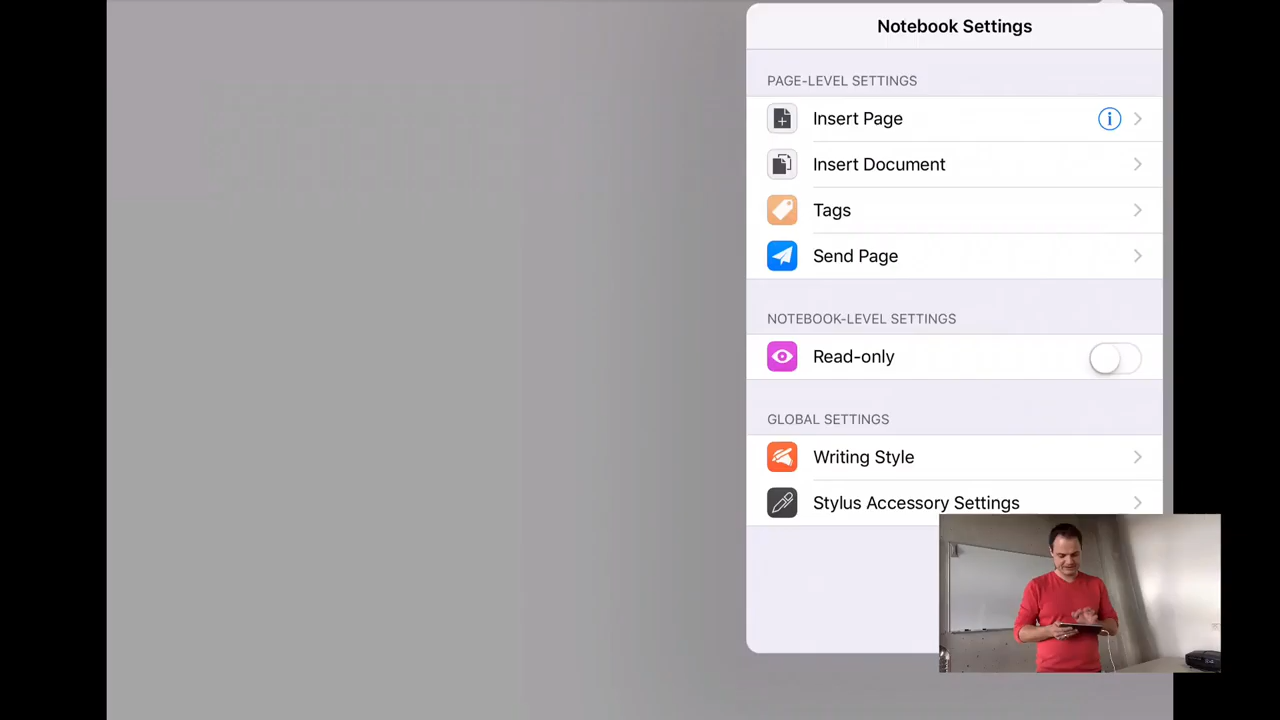 Notebook Settings
PAGE-LEVEL SETTINGS
Insert Page
Insert Document
Tags
Send Page
NOTEBOOK-LEVEL SETTINGS
Read-only
GLOBAL SETTINGS
Writing Style
Stylus Accessory Settings